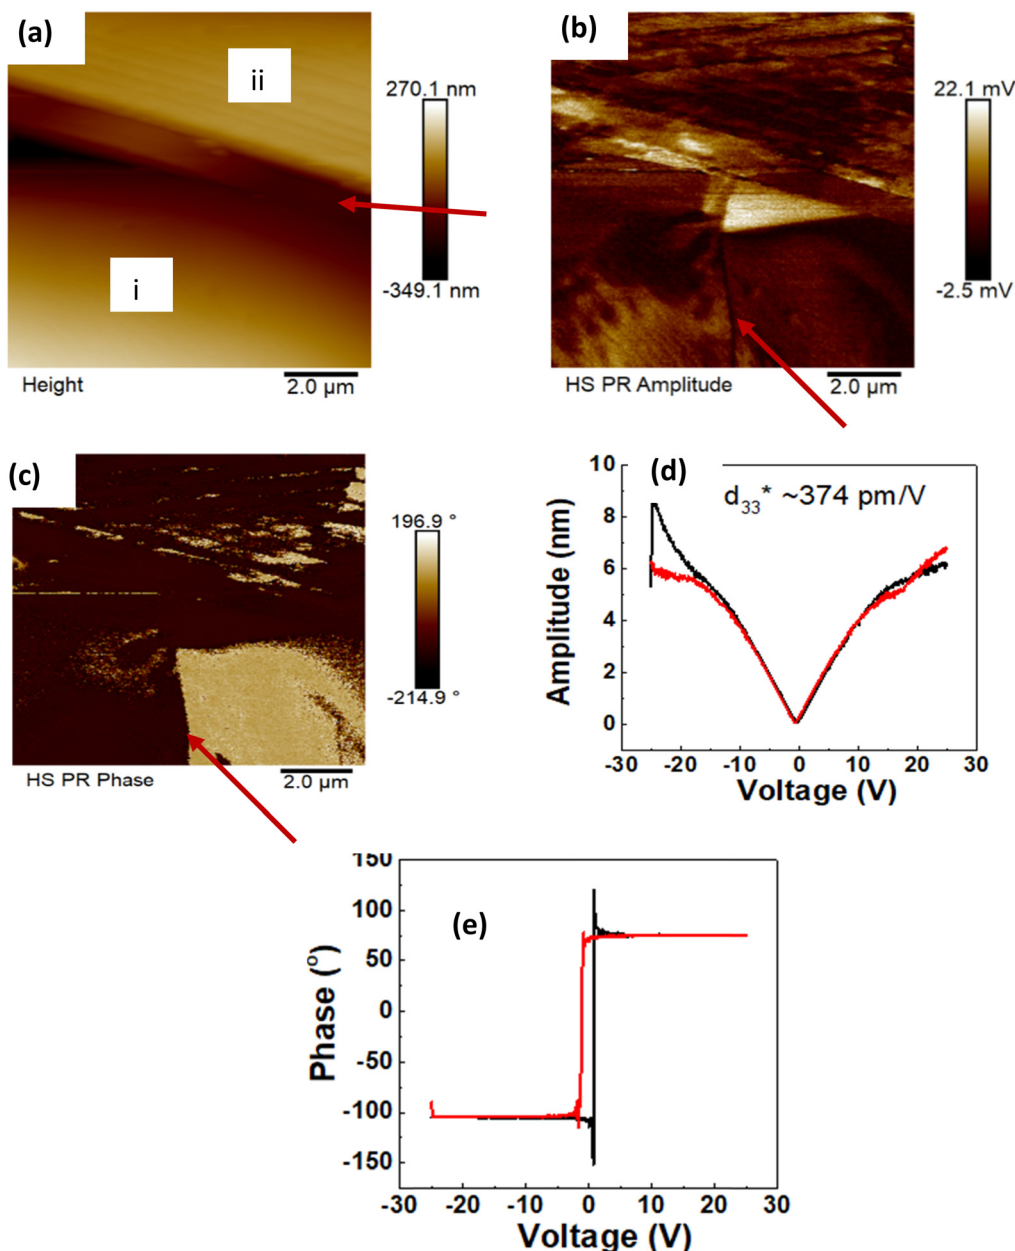 (a)
ii
i
270.1 nm
-349.1 nm
Height
2.0 µm
(b)
22.1 mV
-2.5 mV
HS PR Amplitude
2.0 µm
(c)
196.9 °
-214.9 °
HS PR Phase
2.0 µm
(d)
d33* ~374 pm/V
Amplitude (nm)
10
8
6
4
2
0
-30 -20 -10 0 10 20 30
Voltage (V)
(e)
Phase (°)
150
100
50
0
-50
-100
-150
-30 -20 -10 0 10 20 30
Voltage (V)